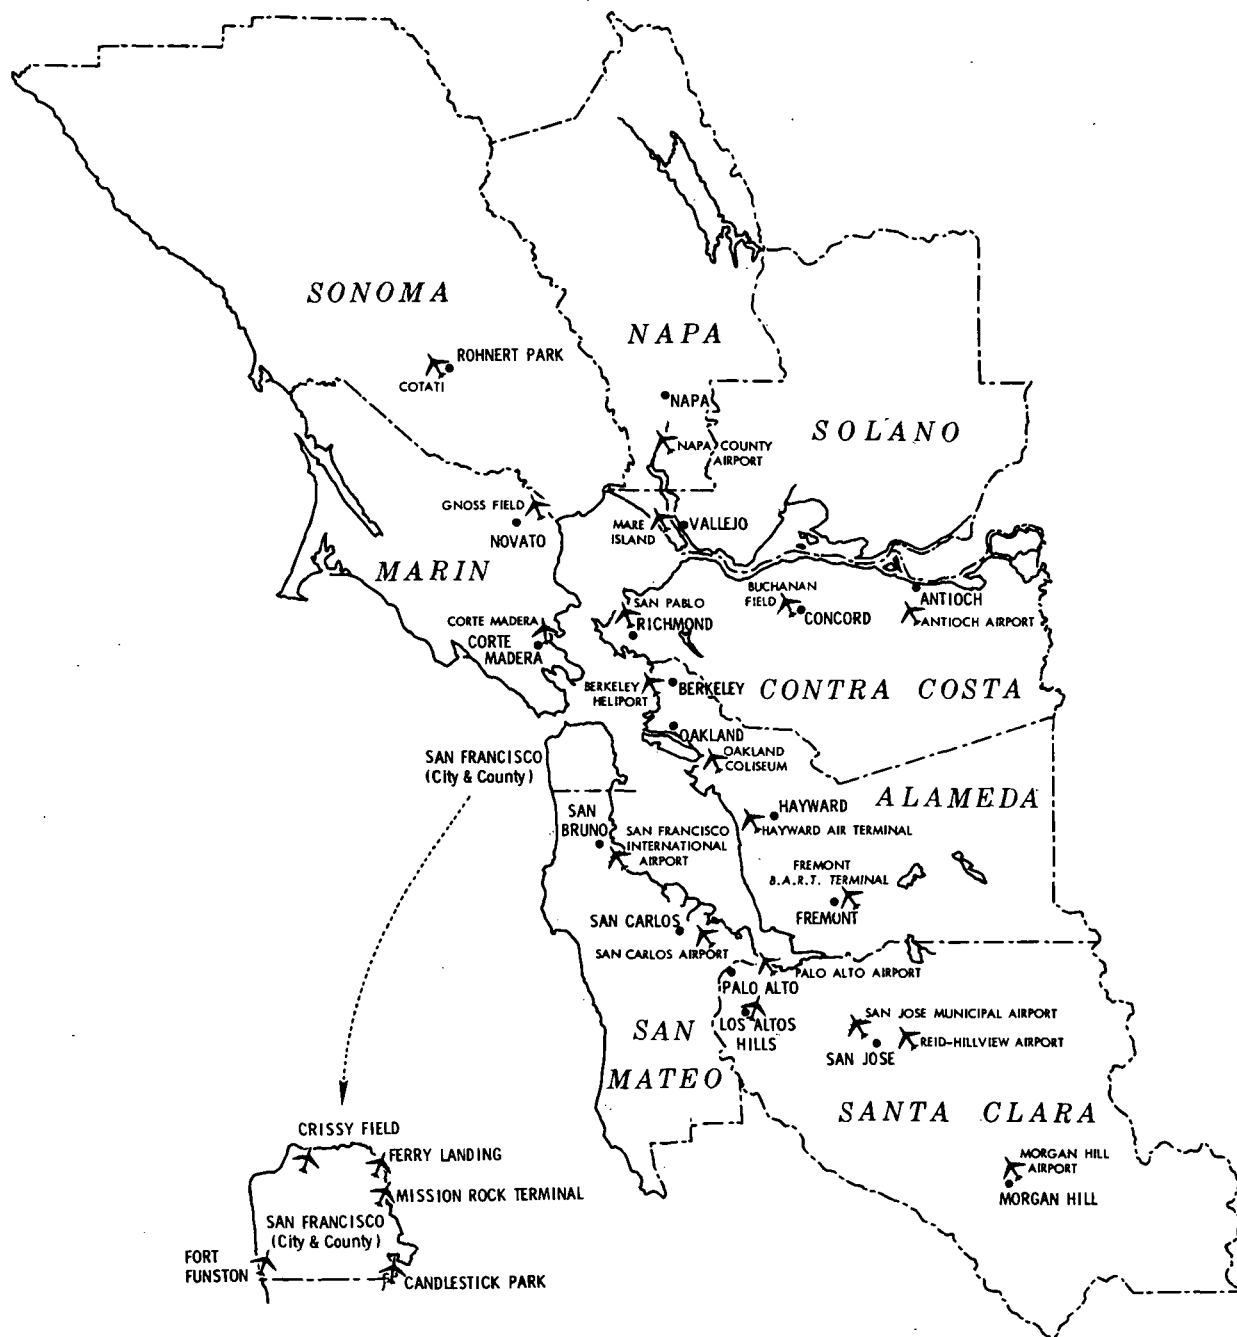 SONOMA
ROHNERT PARK
COTATI
NAPA
NAPA
NAPA COUNTY
AIRPORT
SOLANO
GNOSS FIELD
NOVATO
MARE
ISLAND
VALLEJO
MARIN
BUCHANAN
FIELD
CONCORD
ANTIOCH
ANTIOCH AIRPORT
SAN PABLO
RICHMOND
CORTE MADERA
CORTE
MADERA
BERKELEY
HELIPORT
BERKELEY
CONTRA COSTA
OAKLAND
OAKLAND
COLISEUM
SAN FRANCISCO
(City & County)
ALAMEDA
HAYWARD
HAYWARD AIR TERMINAL
SAN
BRUNO
SAN FRANCISCO
INTERNATIONAL
AIRPORT
FREMONT
B.A.R.T. TERMINAL
FREMONT
SAN CARLOS
SAN CARLOS AIRPORT
PALO ALTO AIRPORT
PALO ALTO
LOS ALTOS
HILLS
SAN JOSE MUNICIPAL AIRPORT
REID-HILLVIEW AIRPORT
SAN JOSE
SAN
MATEO
SANTA CLARA
MORGAN HILL
AIRPORT
MORGAN HILL
CRISSY FIELD
FERRY LANDING
MISSION ROCK TERMINAL
SAN FRANCISCO
(City & County)
FORT
FUNSTON
CANDLESTICK PARK